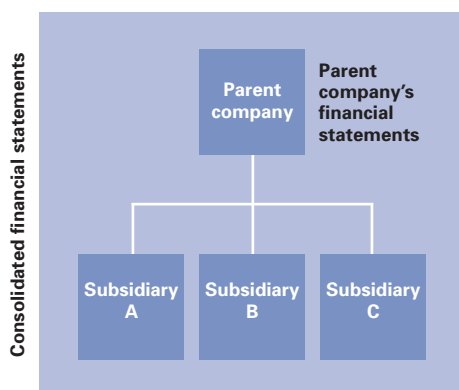 Consolidated financial statements
Parent
company
Parent
company's
financial
statements
Subsidiary
A
Subsidiary
B
Subsidiary
C